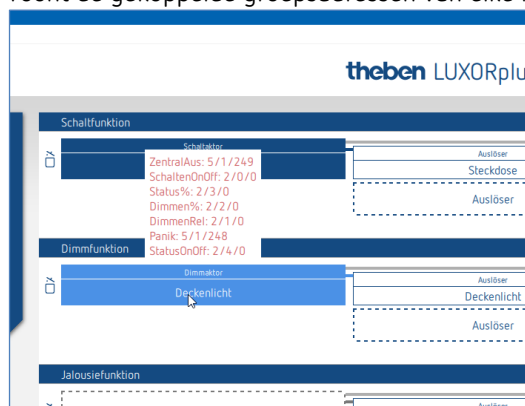 theben LUXORplu
Schaltfunktion
Schaltaktor
Auslöser
Steckdose
Auslöser
ZentralAus: 5/1/249
SchaltenOnOff: 2/0/0
Status%: 2/3/0
Dimmen%: 2/2/0
DimmenRel: 2/1/0
Panik: 5/1/248
StatusOnOff: 2/4/0
Dimmfunktion
Dimmaktor
Deckenlicht
Auslöser
Deckenlicht
Auslöser
Jalousiefunktion